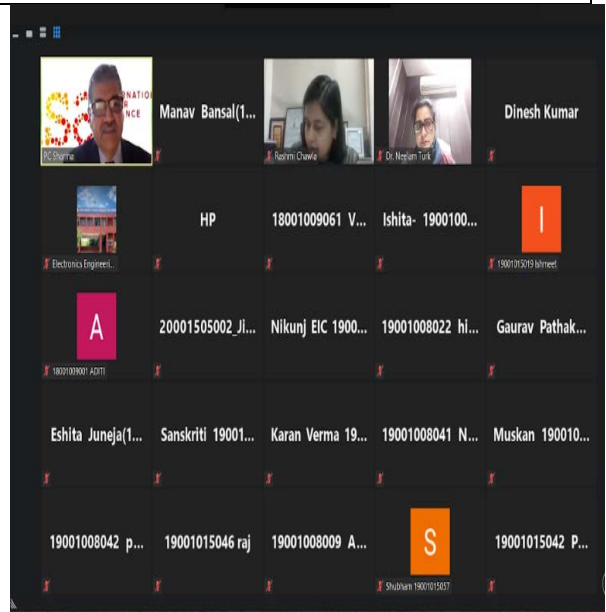 PC Sharma
Manav Bansal(1...
Rashmi Chawla
Dr. Neelam Turk
Dinesh Kumar
Electronics Engineeri...
HP
18001009061 V...
Ishita- 1900100...
I
19001015019 Ishmeet
A
18001009001 ADITI
20001505002_Ji...
Nikunj EIC 1900...
19001008022 hi...
Gaurav Pathak...
Eshita Juneja(1...
Sanskriti 19001...
Karan Verma 19...
19001008041 N...
Muskan 190010...
19001008042 p...
19001015046 raj
19001008009 A...
S
Shubham 19001015057
19001015042 P...